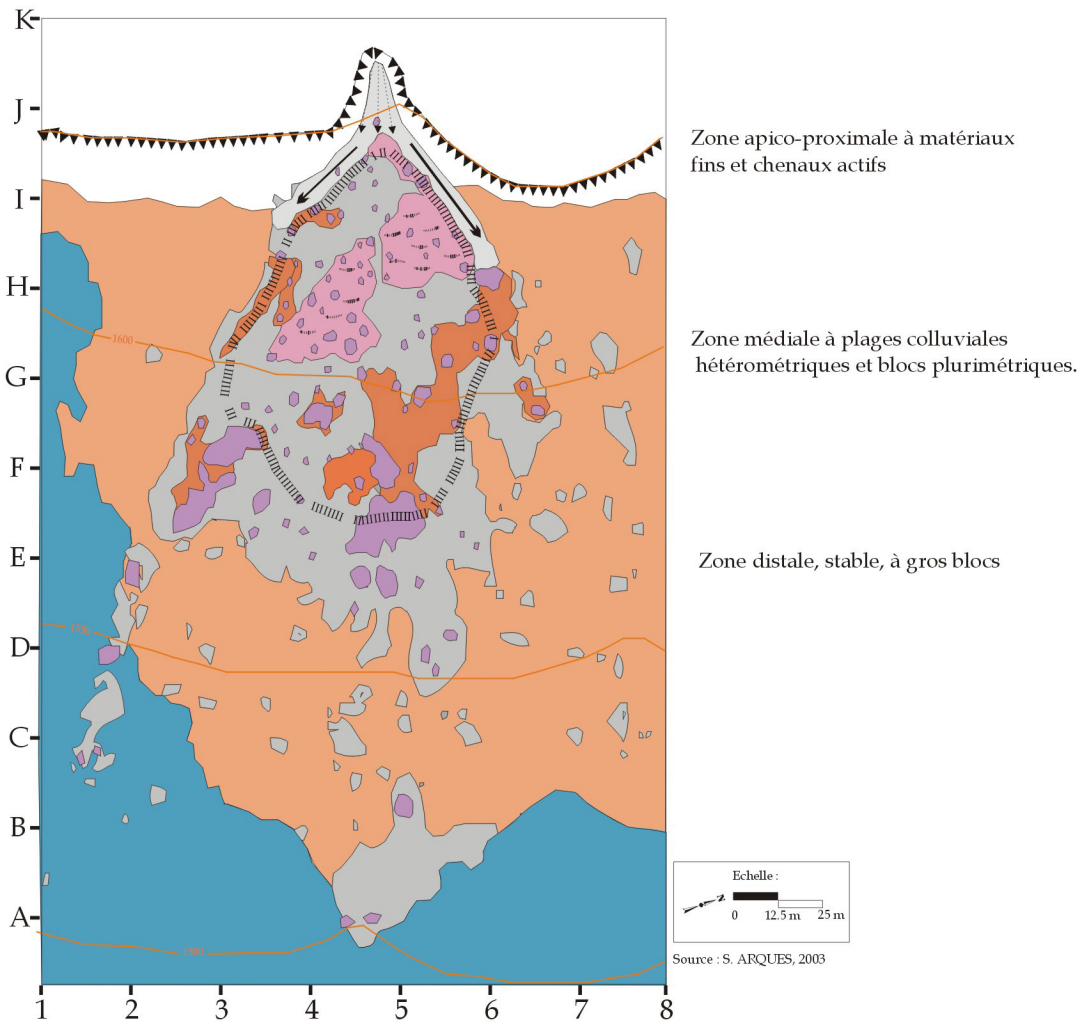 K
J
Zone apico-proximale à matériaux
fins et chenaux actifs
I
H
1600
Zone médiale à plages colluviales
hétérométriques et blocs plurimétriques.
G
F
E
Zone distale, stable, à gros blocs
D
C
B
Echelle :
N
0 12.5 m 25 m
A
Source : S. ARQUES, 2003
1 2 3 4 5 6 7 8